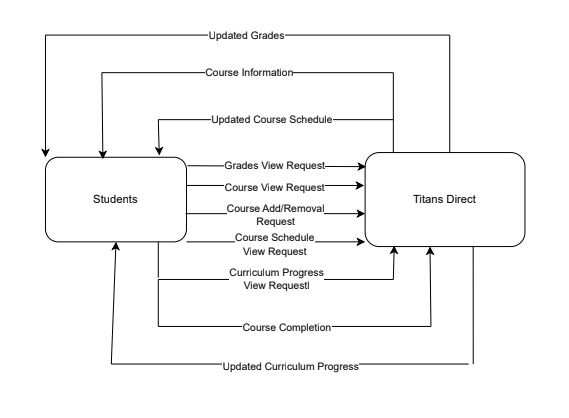 Updated Grades
Course Information
Updated Course Schedule
Grades View Request
Course View Request
Students
Titans Direct
Course Add/Removal
Request
Course Schedule
View Request
Curriculum Progress
View Requestl
Course Completion
Updated Curriculum Progress